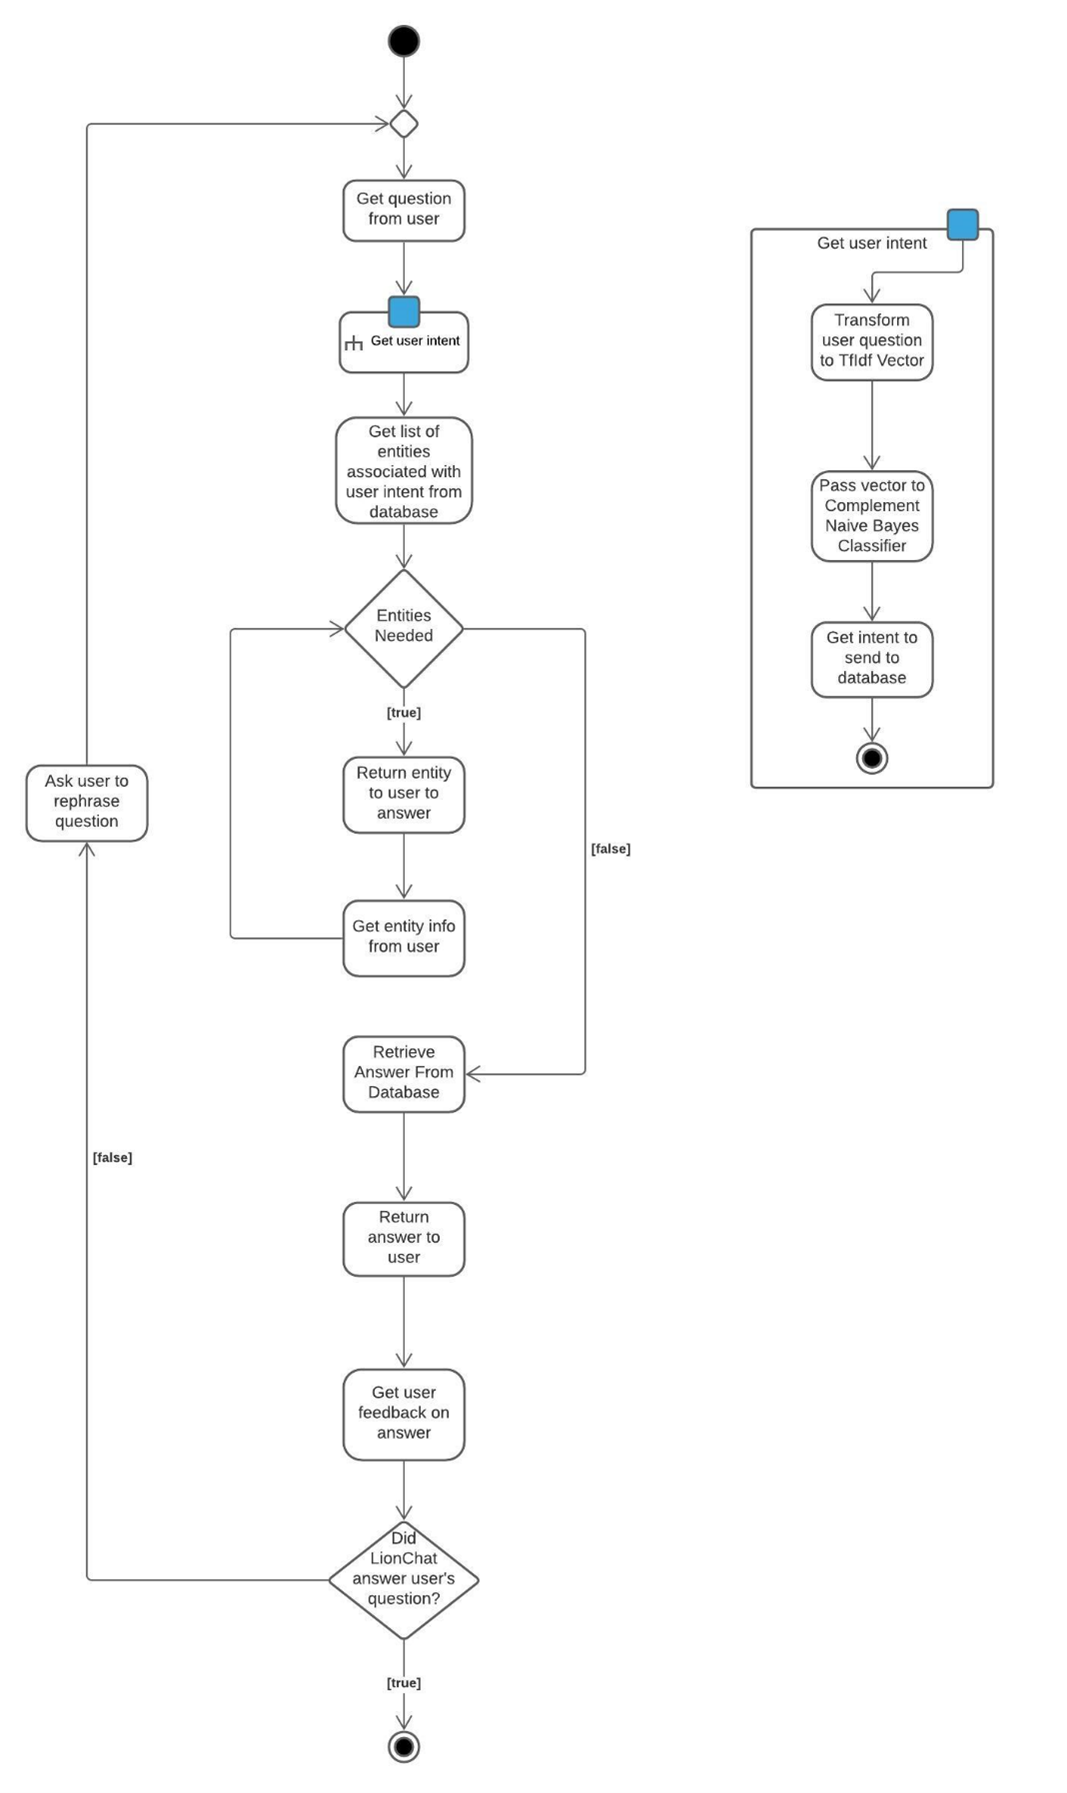 Get question
from user
Get user intent
Get list of
entities
associated with
user intent from
database
Entities
Needed
[true]
Return entity
to user to
answer
Get entity info
from user
[false]
Retrieve
Answer From
Database
Return
answer to
user
Get user
feedback on
answer
Did
LionChat
answer user's
question?
[true]
[false]
Ask user to
rephrase
question
Get user intent
Transform
user question
to TfIdf Vector
Pass vector to
Complement
Naive Bayes
Classifier
Get intent to
send to
database